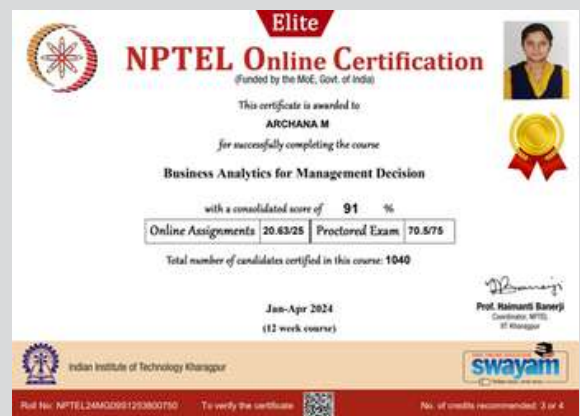 Elite
NPTEL Online Certification
(Funded by the MoE, Govt. of India)
This certificate is awarded to
ARCHANA M
for successfully completing the course
Business Analytics for Management Decision
with a consolidated score of 91 %
Online Assignments 20.63/25 Proctored Exam 70.5/75
Total number of candidates certified in this course: 1040
Jan-Apr 2024
(12 week course)
Prof. Haimanti Banerji
Coordinator, NPTEL
IIT Kharagpur
Indian Institute of Technology Kharagpur
swayam
Roll No: NPTEL24MG09S1253800750 To verify the certificate No. of credits recommended: 3 or 4